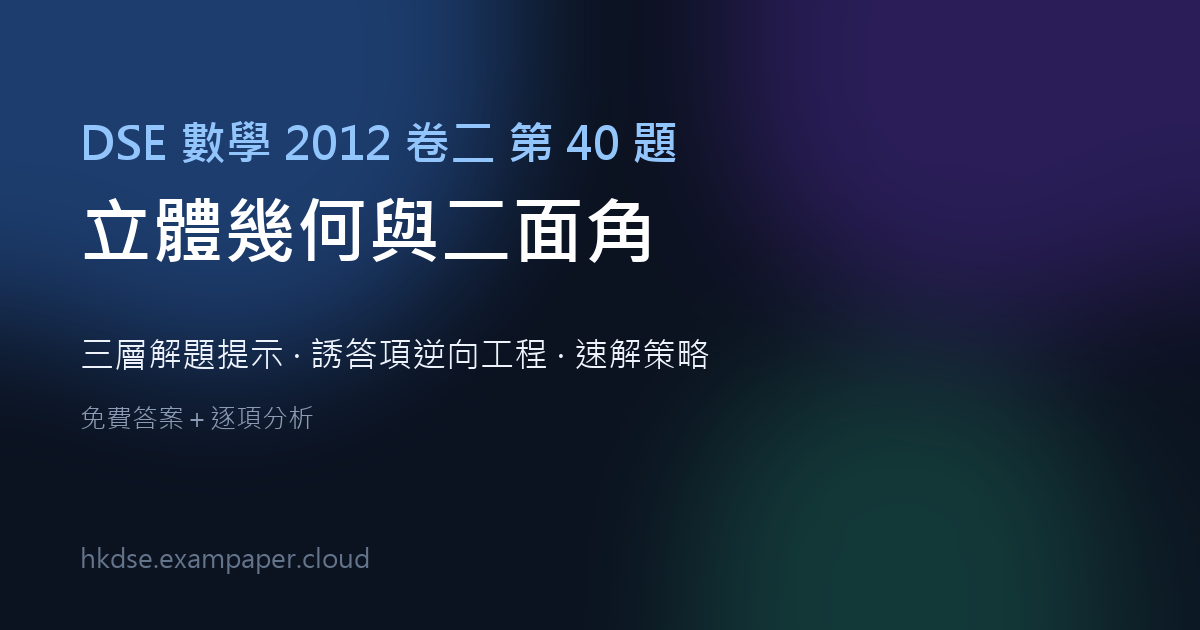 DSE 數學 2012 卷二 第 40 題
立體幾何與二面角
三層解題提示 · 誘答項逆向工程 · 速解策略
免費答案 + 逐項分析
hkdse.exampaper.cloud